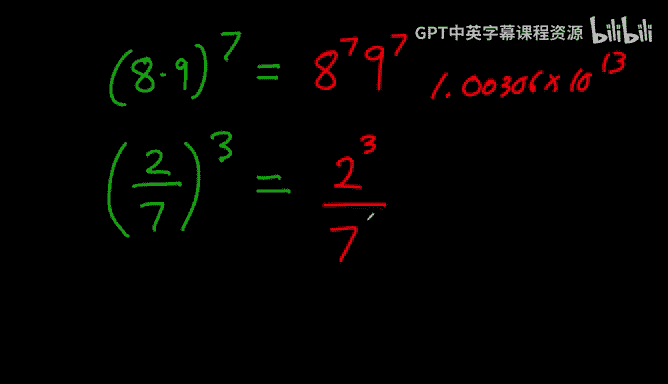 GPT中英字幕课程资源 bilibili
(8·9)^7 = 8^7 9^7 1.00306 × 10^13
(2/7)^3 = 2^3/7